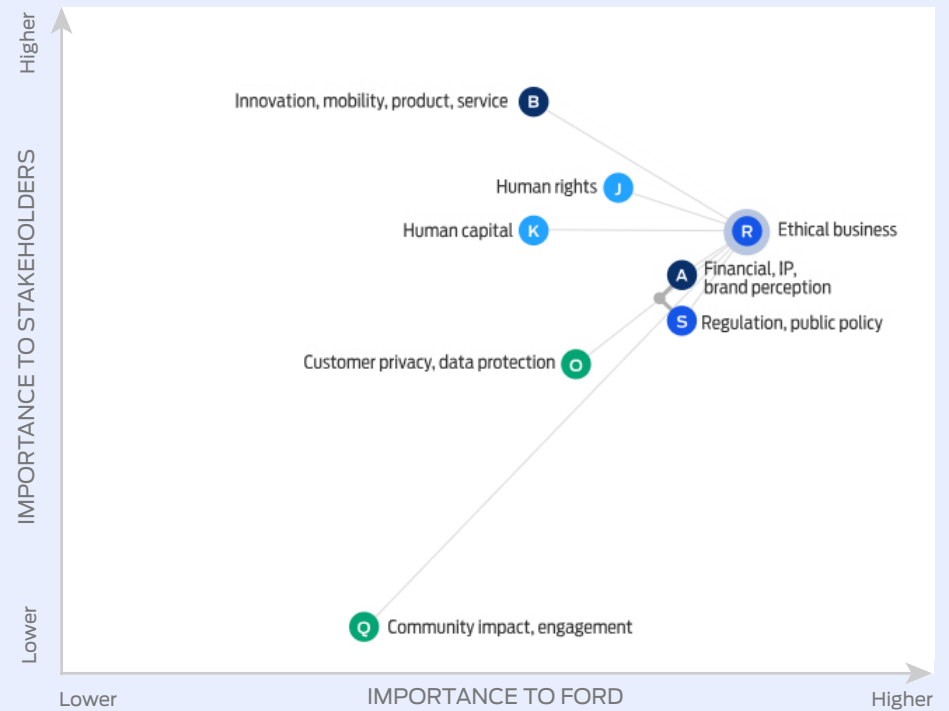 Higher
IMPORTANCE TO STAKEHOLDERS
Lower
Innovation, mobility, product, service B
Human rights J
Human capital K
R Ethical business
A Financial, IP,
brand perception
S Regulation, public policy
Customer privacy, data protection O
Q Community impact, engagement
Lower
IMPORTANCE TO FORD
Higher